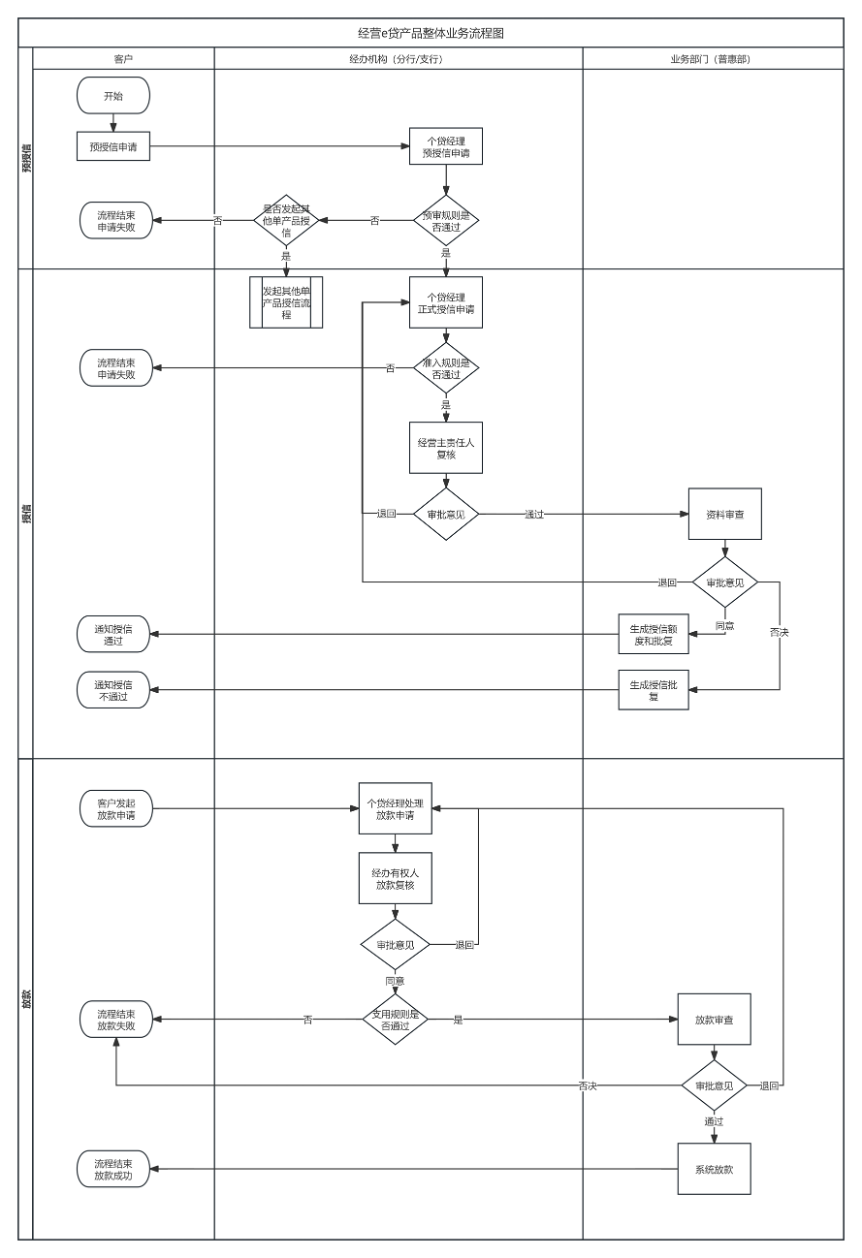 经营e贷产品整体业务流程图
客户
经办机构（分行/支行）
业务部门（普惠部）
预授信
开始
预授信申请
个贷经理
预授信申请
流程结束
申请失败
否
是否发起其
他单产品授
信
否
预审规则是
否通过
是
是
授信
发起其他单
产品授信流
程
个贷经理
正式授信申请
流程结束
申请失败
否
准入规则是
否通过
是
经营主责任人
复核
退回
审批意见
通过
资料审查
退回
审批意见
同意
否决
通知授信
通过
生成授信额
度和批复
通知授信
不通过
生成授信批
复
放款
客户发起
放款申请
个贷经理处理
放款申请
经办有权人
放款复核
审批意见
退回
同意
流程结束
放款失败
否
支用规则是
否通过
是
放款审查
否决
审批意见
退回
通过
流程结束
放款成功
系统放款